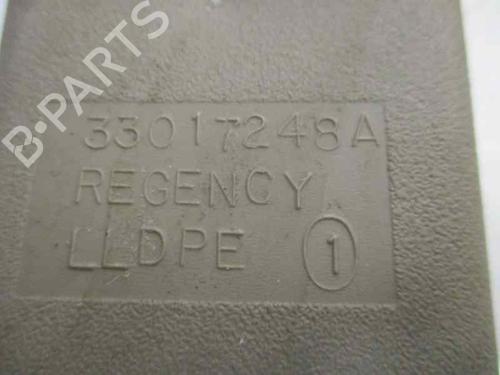 B-PARTS
33017248A
REGENCY
LLDPE 1